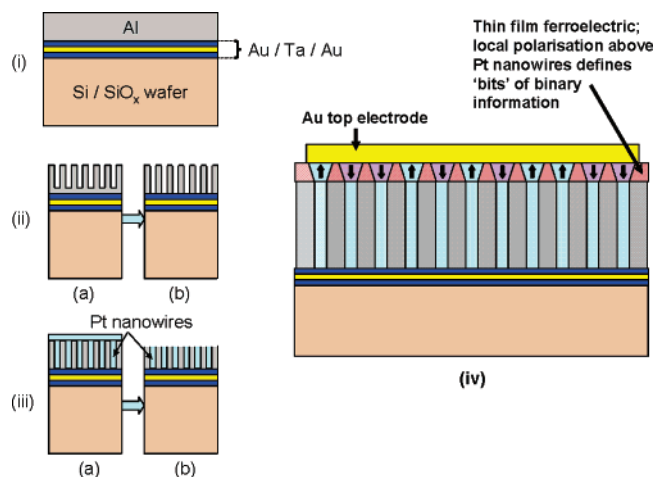 Al
Au / Ta / Au
(i)
Si / SiOₓ wafer
(ii)
(a)
(b)
Pt nanowires
(iii)
(a)
(b)
Thin film ferroelectric;
local polarisation above
Pt nanowires defines
‘bits’ of binary
information
Au top electrode
(iv)